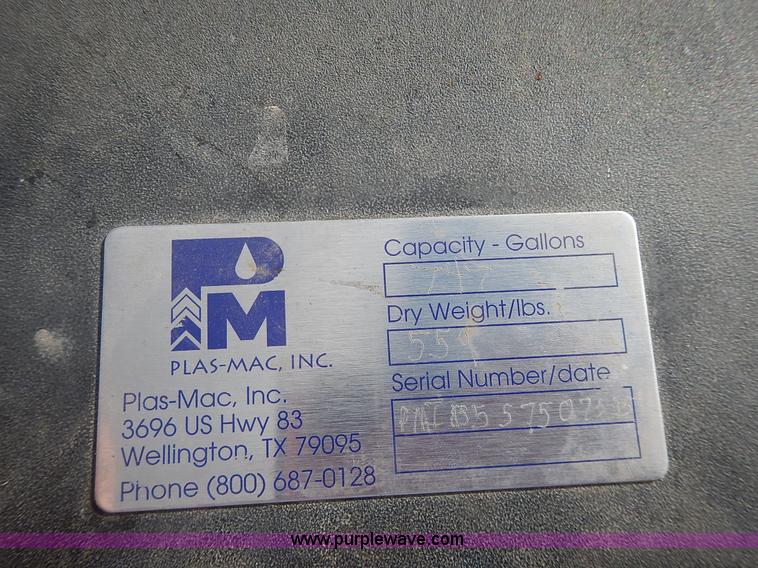 PM
PLAS-MAC, INC.
Plas-Mac, Inc.
3696 US Hwy 83
Wellington, TX 79095
Phone (800) 687-0128
Capacity - Gallons
Dry Weight/lbs.
Serial Number/date
www.purplewave.com